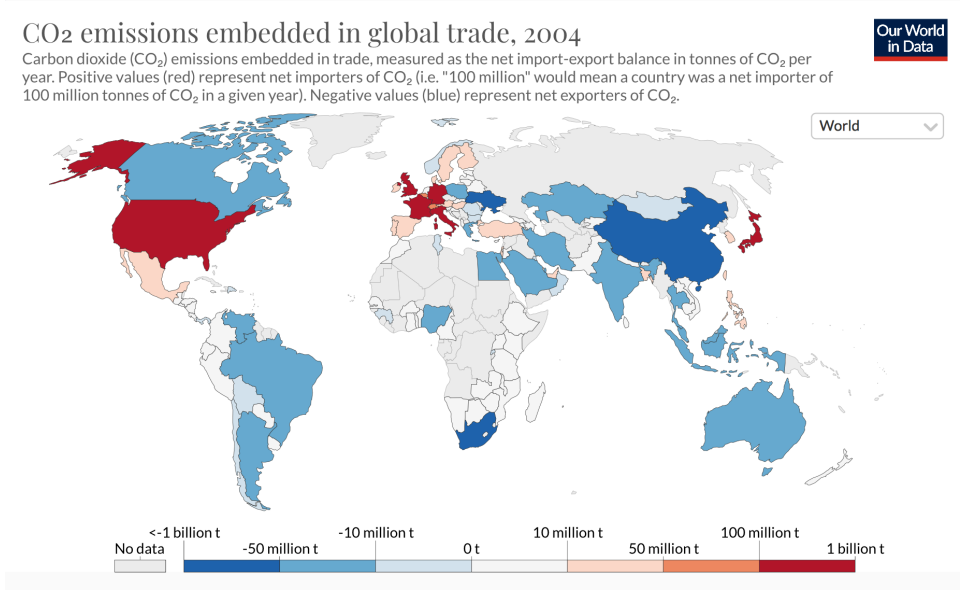 CO₂ emissions embedded in global trade, 2004
Our World
in Data
Carbon dioxide (CO₂) emissions embedded in trade, measured as the net import-export balance in tonnes of CO₂ per
year. Positive values (red) represent net importers of CO₂ (i.e. "100 million" would mean a country was a net importer of
100 million tonnes of CO₂ in a given year). Negative values (blue) represent net exporters of CO₂.
World
<-1 billion t
-10 million t
10 million t
100 million t
No data
-50 million t
0 t
50 million t
1 billion t